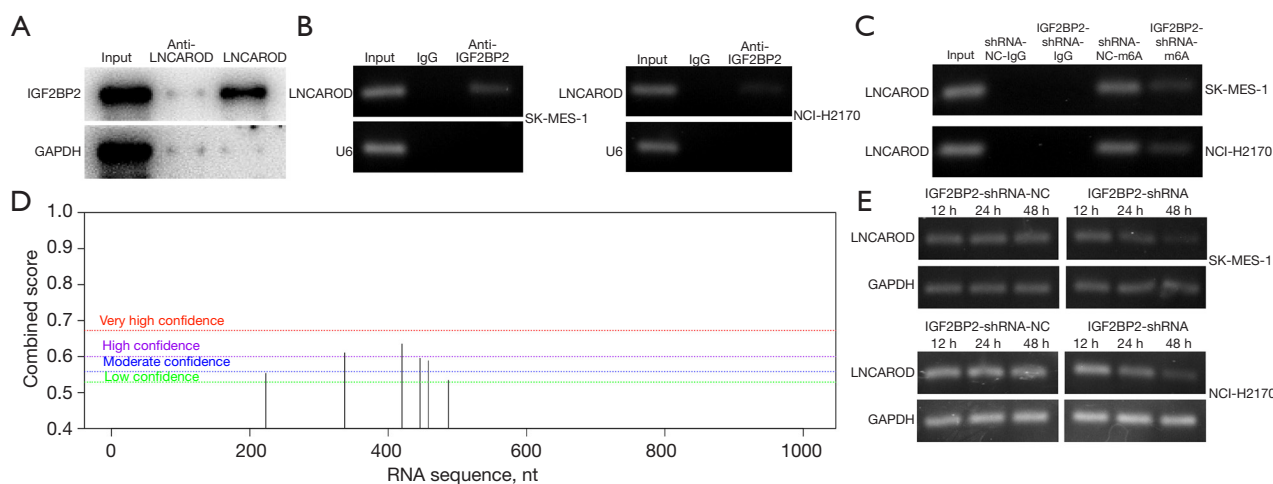 A
Input
Anti-
LNCAROD
LNCAROD
IGF2BP2
GAPDH
B
Input
IgG
Anti-
IGF2BP2
LNCAROD
U6
SK-MES-1
Input
IgG
Anti-
IGF2BP2
LNCAROD
U6
NCI-H2170
C
Input
shRNA-
NC-IgG
IGF2BP2-
shRNA-
IgG
shRNA-
NC-m6A
IGF2BP2-
shRNA-
m6A
LNCAROD
SK-MES-1
LNCAROD
NCI-H2170
D
Combined score
1.0
0.9
0.8
0.7
0.6
0.5
0.4
Very high confidence
High confidence
Moderate confidence
Low confidence
0 200 400 600 800 1000
RNA sequence, nt
E
IGF2BP2-shRNA-NC IGF2BP2-shRNA
12 h 24 h 48 h 12 h 24 h 48 h
LNCAROD
SK-MES-1
GAPDH
IGF2BP2-shRNA-NC IGF2BP2-shRNA
12 h 24 h 48 h 12 h 24 h 48 h
LNCAROD
NCI-H2170
GAPDH